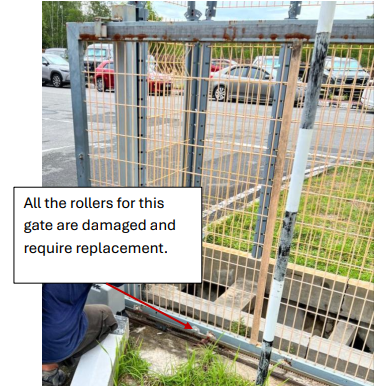 All the rollers for this
gate are damaged and
require replacement.